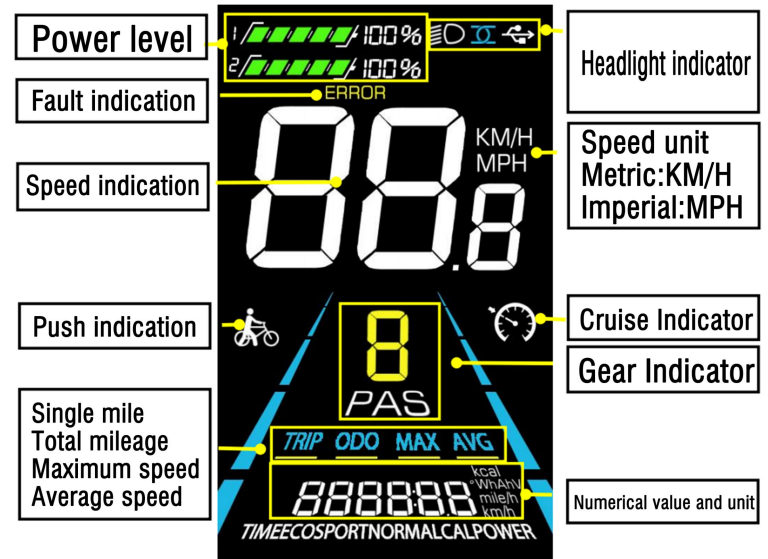 Power level
Fault indication
Speed indication
Push indication
Single mile
Total mileage
Maximum speed
Average speed
1 100%
2 100%
ERROR
88.8
KM/H
MPH
8
PAS
TRIP ODO MAX AVG
888888
kcal
°WhAhV
mile/h
km/h
TIMEECOSPORTNORMALCALPOWER
Headlight indicator
Speed unit
Metric:KM/H
Imperial:MPH
Cruise Indicator
Gear Indicator
Numerical value and unit